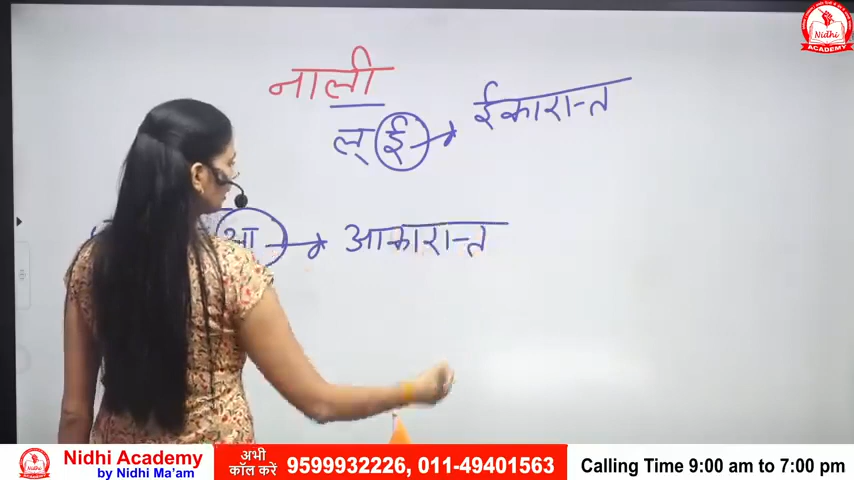 Nidhi
ACADEMY
नाली
ल् ई → ईकारान्त
आ → आकारान्त
Nidhi Academy
by Nidhi Ma'am
अभी
कॉल करें
9599932226, 011-49401563
Calling Time 9:00 am to 7:00 pm